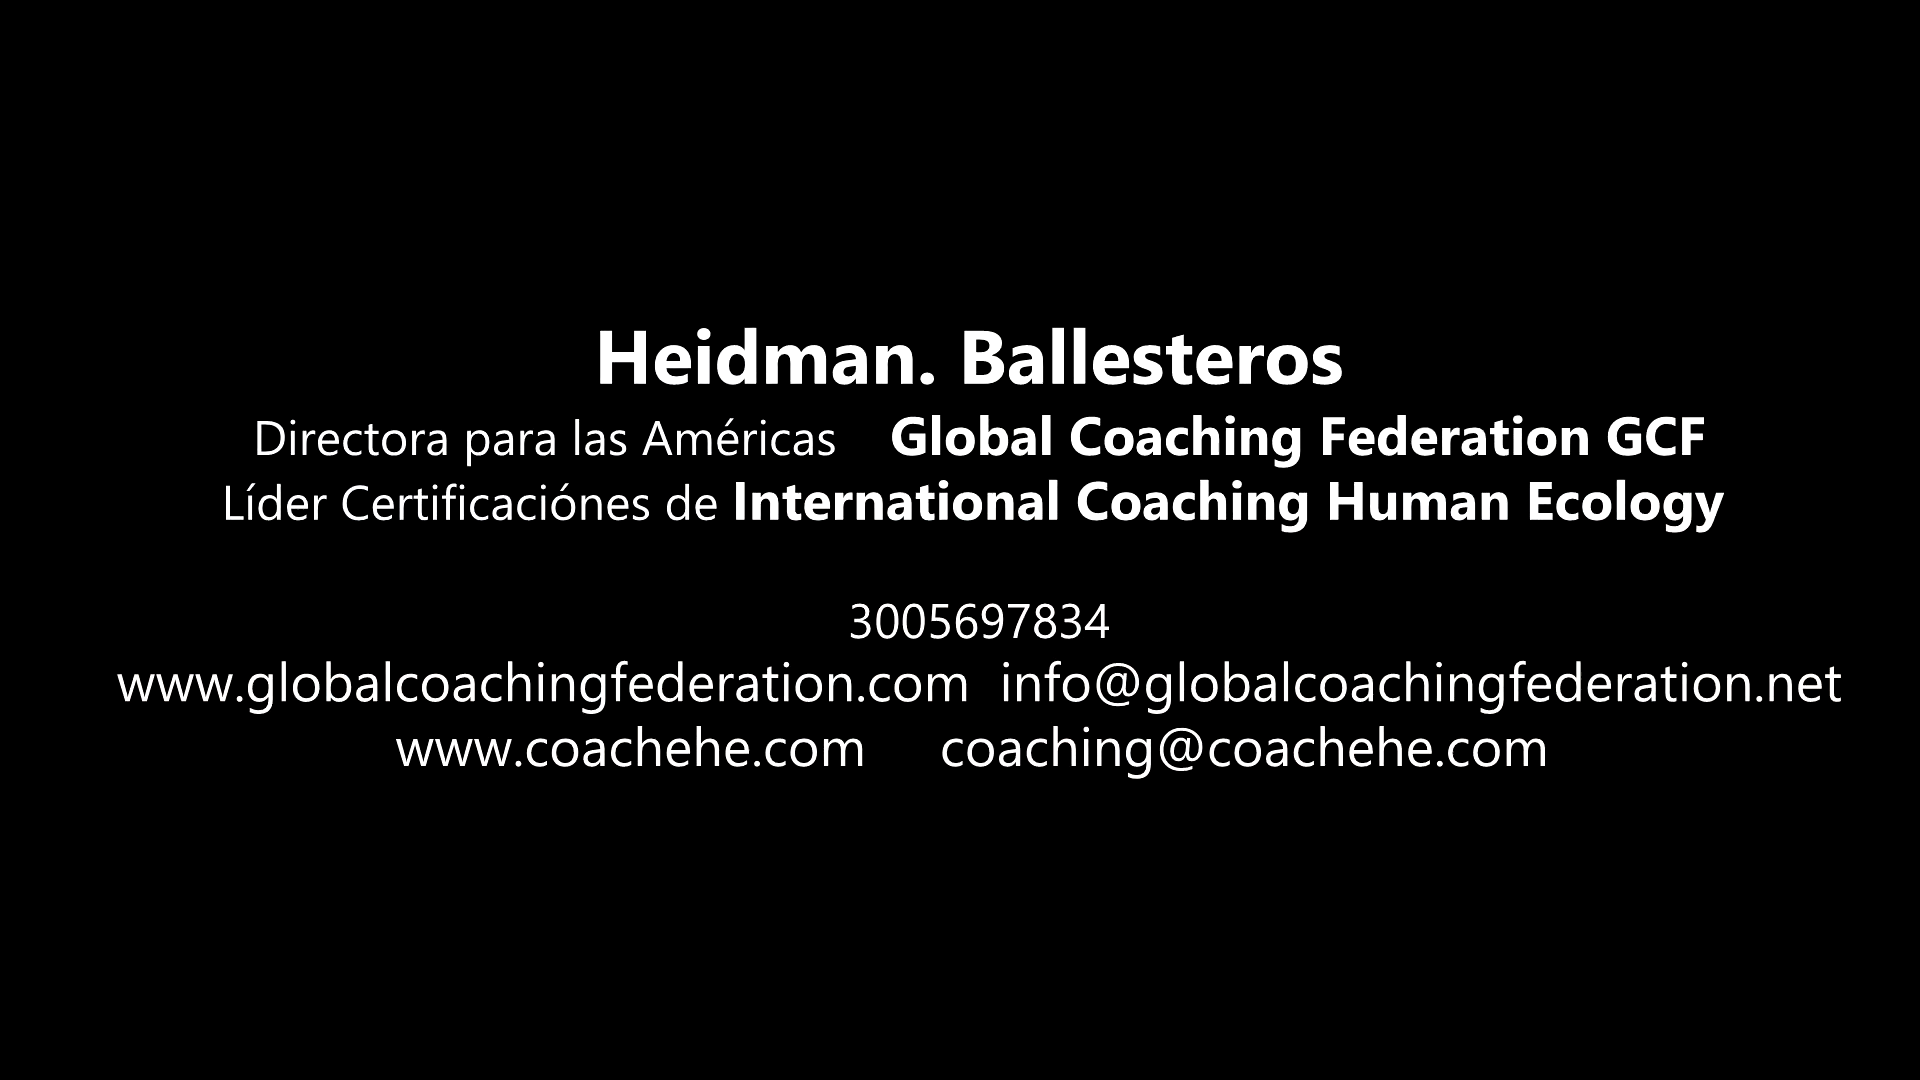 Heidman. Ballesteros
Directora para las Américas Global Coaching Federation GCF
Líder Certificaciónes de International Coaching Human Ecology
3005697834
www.globalcoachingfederation.com info@globalcoachingfederation.net
www.coachehe.com coaching@coachehe.com